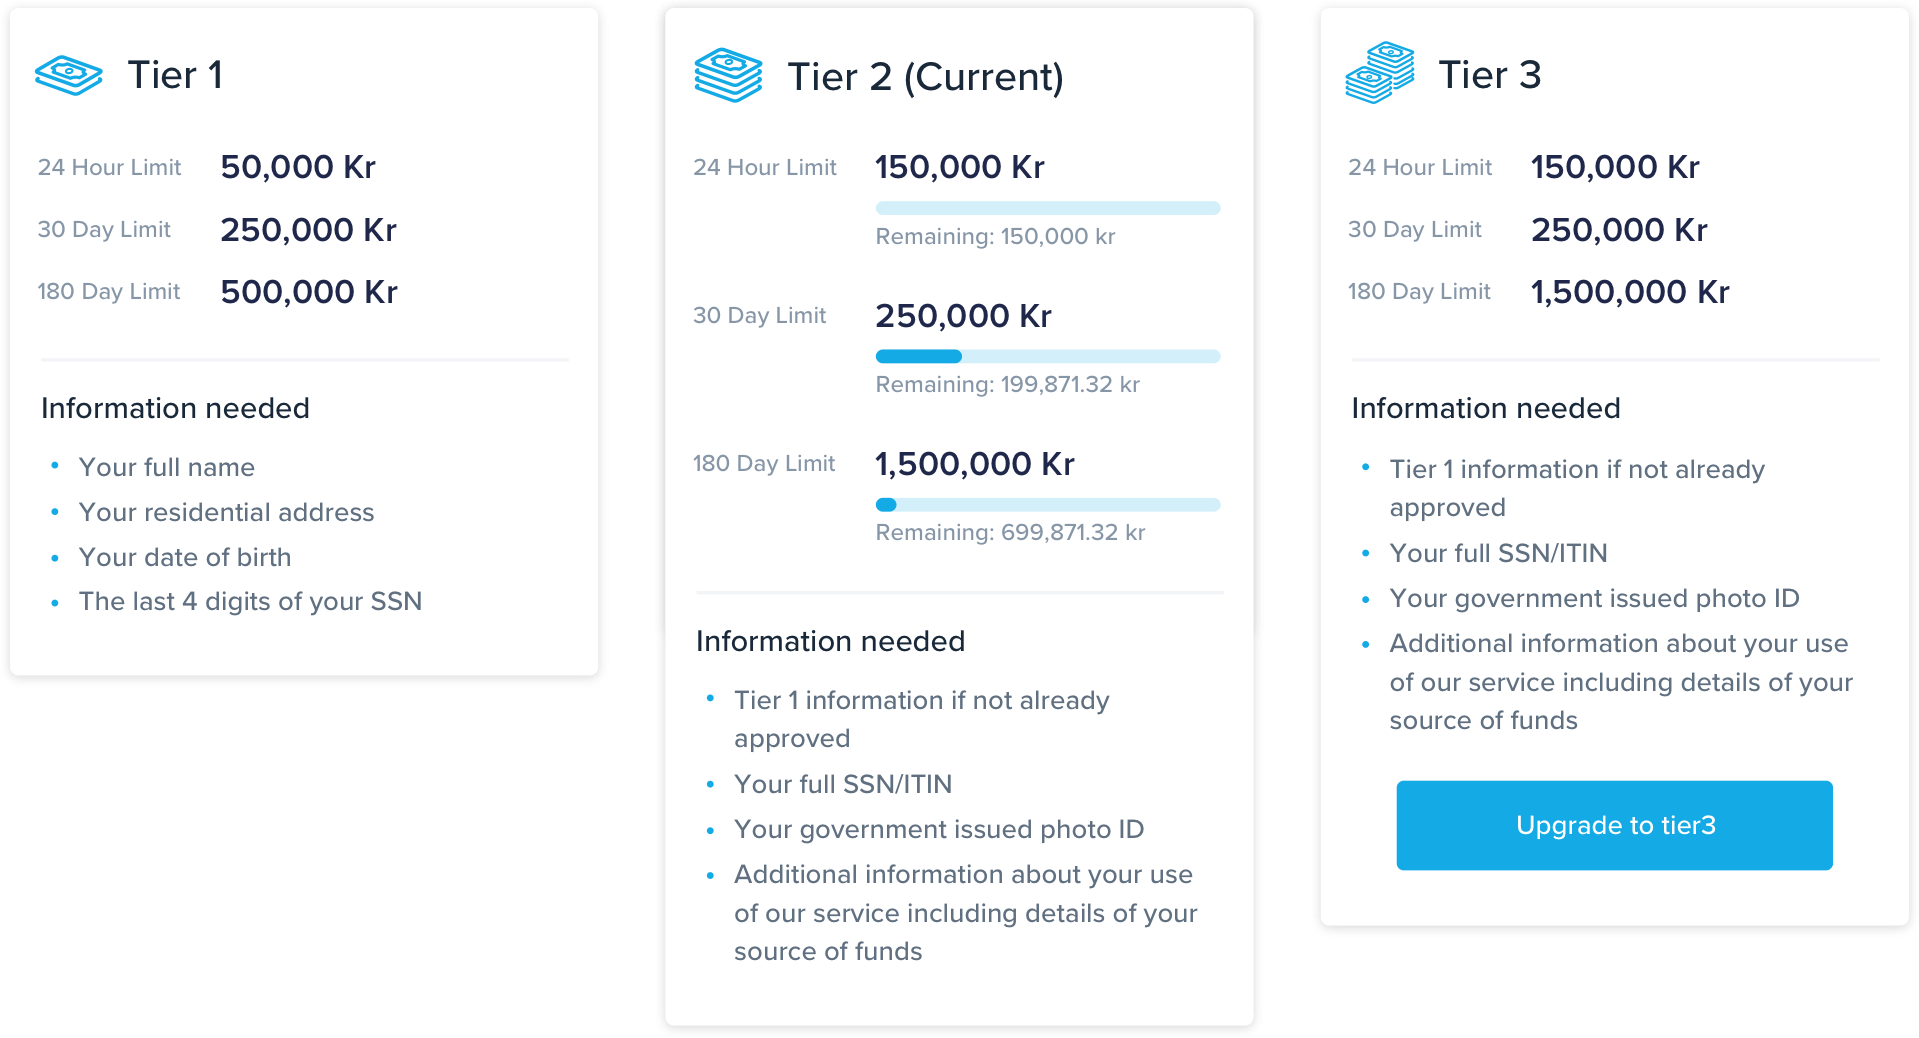 Tier 1
24 Hour Limit 50,000 Kr
30 Day Limit 250,000 Kr
180 Day Limit 500,000 Kr
Information needed
• Your full name
• Your residential address
• Your date of birth
• The last 4 digits of your SSN
Tier 2 (Current)
24 Hour Limit 150,000 Kr
Remaining: 150,000 kr
30 Day Limit 250,000 Kr
Remaining: 199,871.32 kr
180 Day Limit 1,500,000 Kr
Remaining: 699,871.32 kr
Information needed
• Tier 1 information if not already
approved
• Your full SSN/ITIN
• Your government issued photo ID
• Additional information about your use
of our service including details of your
source of funds
Tier 3
24 Hour Limit 150,000 Kr
30 Day Limit 250,000 Kr
180 Day Limit 1,500,000 Kr
Information needed
• Tier 1 information if not already
approved
• Your full SSN/ITIN
• Your government issued photo ID
• Additional information about your use
of our service including details of your
source of funds
Upgrade to tier3